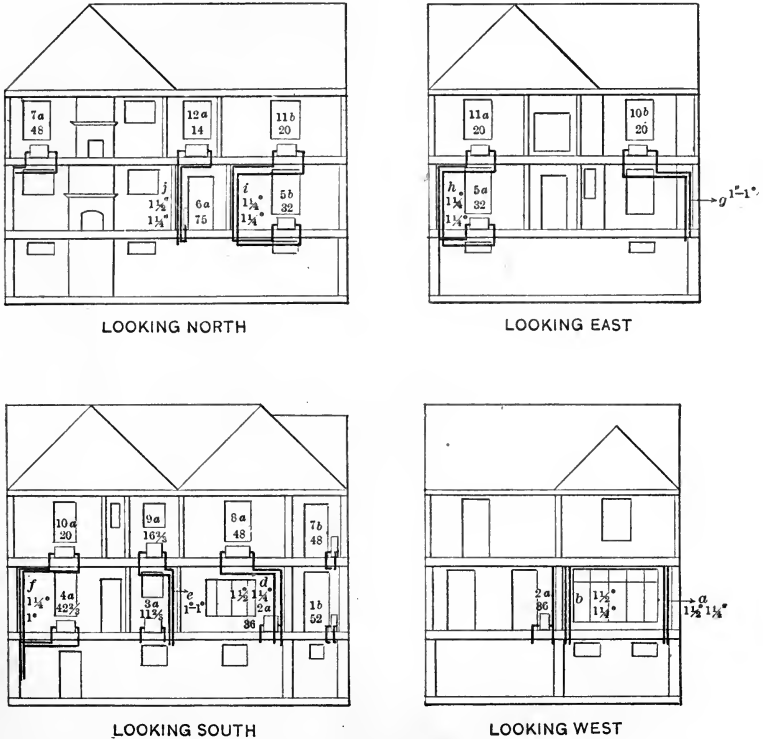 7a
48
12a
14
11b
20
j
1¼"
1¼"
6a
75
i
1¼"
1¼"
5b
32
LOOKING NORTH
11a
20
10b
20
h
1¼"
1¼"
5a
32
g 1"-1"
LOOKING EAST
10a
20
9a
16⅔
8a
48
7b
48
f
1¼"
1"
4a
42⅔
3a
11⅔
e
1"-1"
d
1½" 1¼"
2a
36
1b
52
LOOKING SOUTH
2a
36
b
1½"
1¼"
a
1½" 1¼"
LOOKING WEST